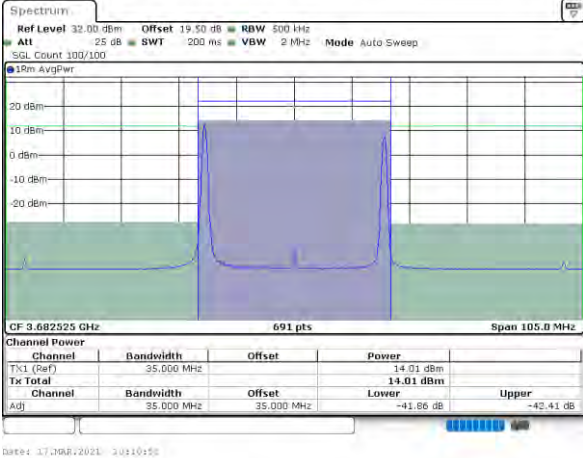 Spectrum
Ref Level 32.00 dBm Offset 19.50 dB RBW 500 kHz
Att 25 dB SWT 200 ms VBW 2 MHz Mode Auto Sweep
SGL Count 100/100
1Rm AvgPwr
20 dBm
10 dBm
0 dBm
-10 dBm
-20 dBm
CF 3.682525 GHz 691 pts Span 105.0 MHz
Channel Power
Channel Bandwidth Offset Power
TX1 (Ref) 35.000 MHz 14.01 dBm
Tx Total 14.01 dBm
Channel Bandwidth Offset Lower Upper
Adj 35.000 MHz 35.000 MHz -41.86 dB -42.41 dB
Date: 17.MAR.2021 10:10:50